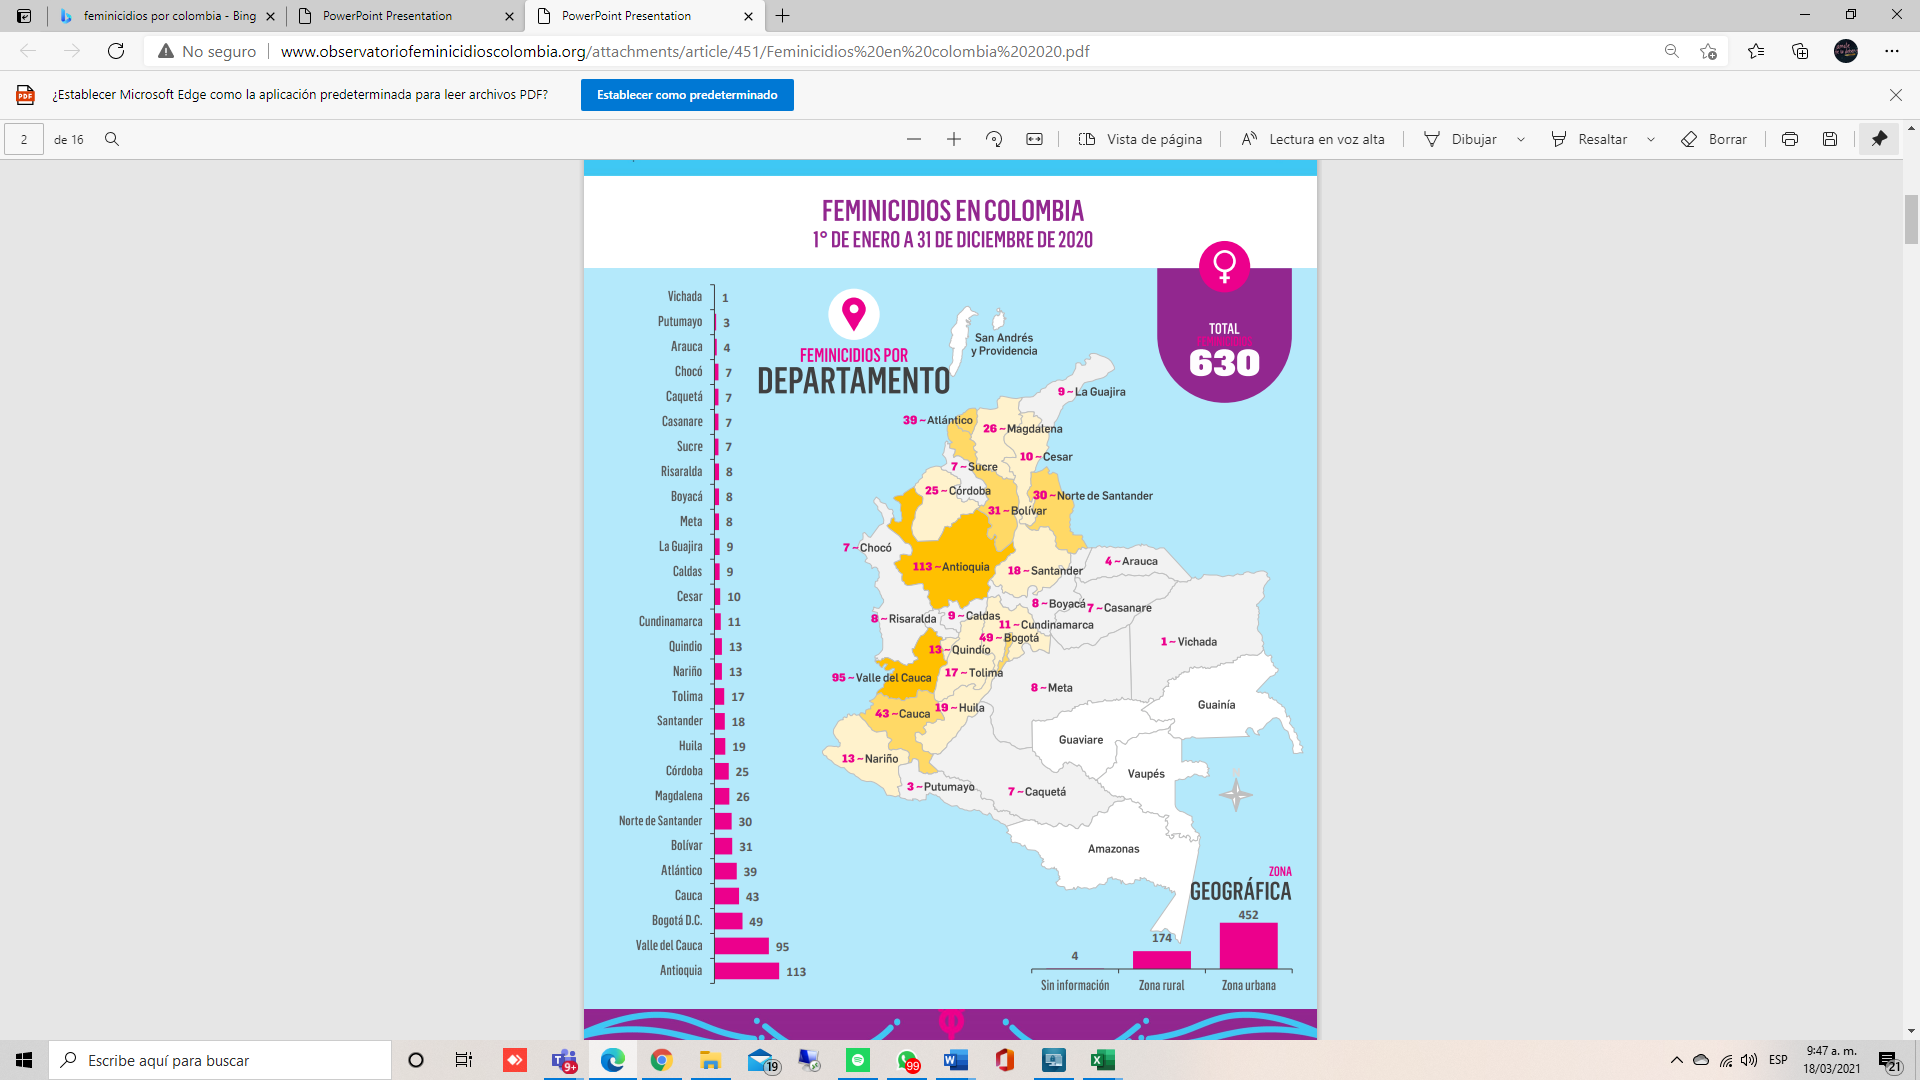 feminicidios por colombia - Bing
PowerPoint Presentation
PowerPoint Presentation
No seguro
www.observatoriofeminicidioscolombia.org/attachments/article/451/Feminicidios%20en%20colombia%202020.pdf
¿Establecer Microsoft Edge como la aplicación predeterminada para leer archivos PDF?
Establecer como predeterminado
2 de 16
Vista de página
Lectura en voz alta
Dibujar
Resaltar
Borrar
FEMINICIDIOS EN COLOMBIA
1° DE ENERO A 31 DE DICIEMBRE DE 2020
TOTAL
630
FEMINICIDIOS POR
DEPARTAMENTO
Vichada 1
Putumayo 3
Arauca 4
Chocó 7
Caquetá 7
Casanare 7
Sucre 7
Risaralda 8
Boyacá 8
Meta 8
La Guajira 9
Caldas 9
Cesar 10
Cundinamarca 11
Quindio 13
Nariño 13
Tolima 17
Santander 18
Huila 19
Córdoba 25
Magdalena 26
Norte de Santander 30
Bolívar 31
Atlántico 39
Cauca 43
Bogotá D.C. 49
Valle del Cauca 95
Antioquia 113
San Andrés
y Providencia
9 ~ La Guajira
39 ~ Atlántico
26 ~ Magdalena
10 ~ Cesar
7 ~ Sucre
25 ~ Córdoba
30 ~ Norte de Santander
31 ~ Bolívar
7 ~ Chocó
4 ~ Arauca
113 ~ Antioquia
18 ~ Santander
8 ~ Boyacá
7 ~ Casanare
8 ~ Risaralda
9 ~ Caldas
11 ~ Cundinamarca
49 ~ Bogotá
1 ~ Vichada
13 ~ Quindío
17 ~ Tolima
95 ~ Valle del Cauca
8 ~ Meta
43 ~ Cauca
19 ~ Huila
Guainía
Guaviare
13 ~ Nariño
Vaupés
3 ~ Putumayo
7 ~ Caquetá
Amazonas
ZONA
GEOGRÁFICA
4
174
452
Sin información
Zona rural
Zona urbana
Escribe aquí para buscar
9+
19
99
ESP
9:47 a. m.
18/03/2021
21